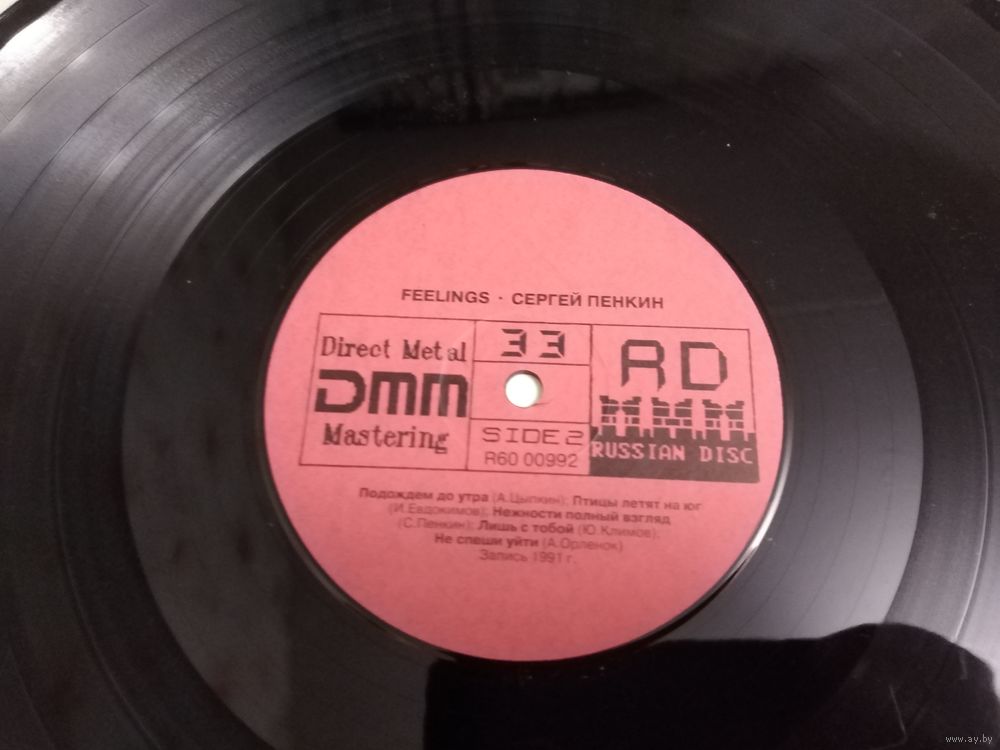 FEELINGS · СЕРГЕЙ ПЕНКИН
Direct Metal
DMM
Mastering
33
SIDE 2
R60 00992
RD
RUSSIAN DISC
Подождем до утра (А.Цыпкин); Птицы летят на юг
(И.Евдокимов); Нежности полный взгляд
(С.Пенкин); Лишь с тобой (Ю.Климов);
Не спеши уйти (А.Орленок)
Запись 1991 г.
www.ay.by